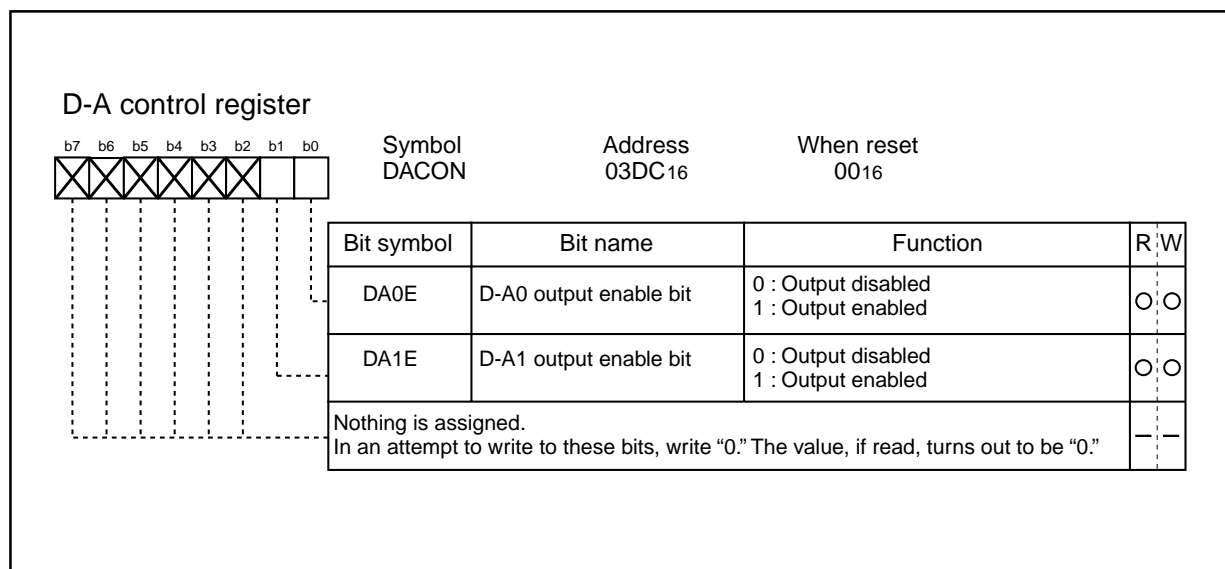 D-A control register
b7 b6 b5 b4 b3 b2 b1 b0
Symbol Address When reset
DACON 03DC16 0016
Bit symbol Bit name Function R W
DA0E D-A0 output enable bit 0 : Output disabled
1 : Output enabled
DA1E D-A1 output enable bit 0 : Output disabled
1 : Output enabled
Nothing is assigned.
In an attempt to write to these bits, write “0.” The value, if read, turns out to be “0.”